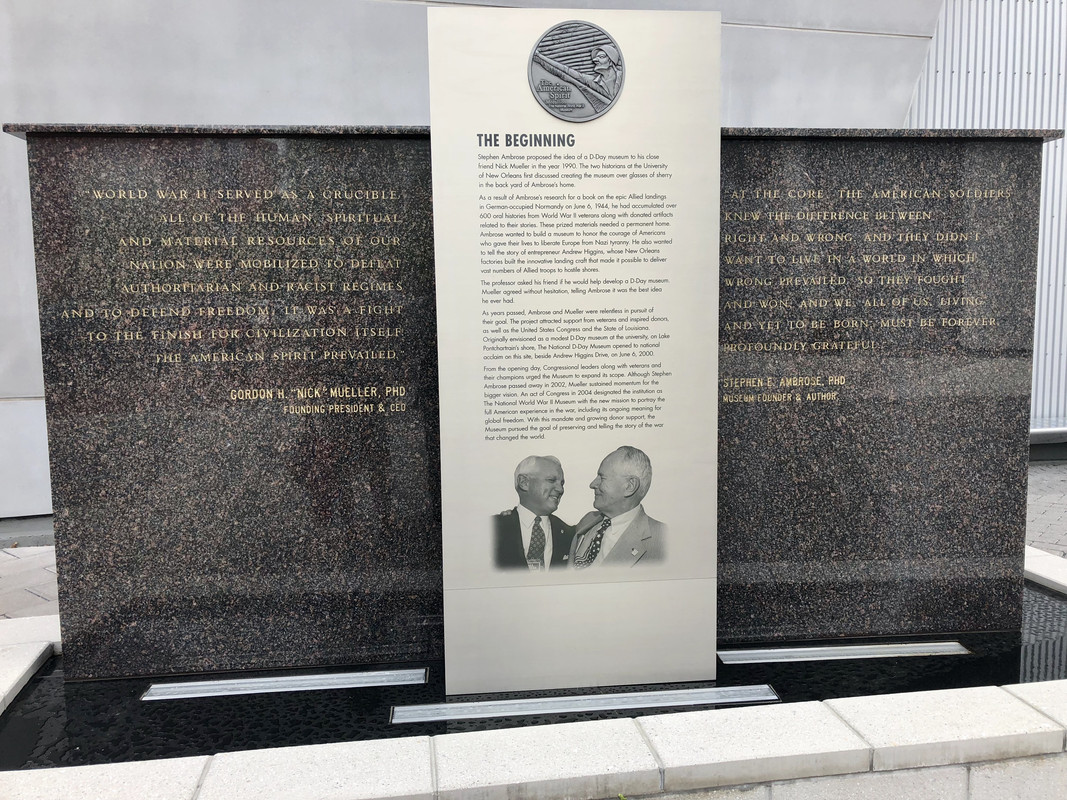 "WORLD WAR II SERVED AS A CRUCIBLE.
ALL OF THE HUMAN, SPIRITUAL,
AND MATERIAL RESOURCES OF OUR
NATION WERE MOBILIZED TO DEFEAT
AUTHORITARIAN AND RACIST REGIMES
AND TO DEFEND FREEDOM. IT WAS A FIGHT
TO THE FINISH FOR CIVILIZATION ITSELF.
THE AMERICAN SPIRIT PREVAILED."
GORDON H. "NICK" MUELLER, PHD
FOUNDING PRESIDENT & CEO
The
American
Spirit
THE BEGINNING
Stephen Ambrose proposed the idea of a D-Day museum to his close
friend Nick Mueller in the year 1990. The two historians at the University
of New Orleans first discussed creating the museum over glasses of sherry
in the back yard of Ambrose's home.
As a result of Ambrose's research for a book on the epic Allied landings
in German-occupied Normandy on June 6, 1944, he had accumulated over
600 oral histories from World War II veterans along with donated artifacts
related to their stories. These prized materials needed a permanent home.
Ambrose wanted to build a museum to honor the courage of Americans
who gave their lives to liberate Europe from Nazi tyranny. He also wanted
to tell the story of entrepreneur Andrew Higgins, whose New Orleans
factories built the innovative landing craft that made it possible to deliver
vast numbers of Allied troops to hostile shores.
The professor asked his friend if he would help develop a D-Day museum.
Mueller agreed without hesitation, telling Ambrose it was the best idea
he ever had.
As years passed, Ambrose and Mueller were relentless in pursuit of
their goal. The project attracted support from veterans and inspired donors,
as well as the United States Congress and the State of Louisiana.
Originally envisioned as a modest D-Day museum at the university, on Lake
Pontchartrain's shore, The National D-Day Museum opened to national
acclaim on this site, beside Andrew Higgins Drive, on June 6, 2000.
From the opening day, Congressional leaders along with veterans and
their champions urged the Museum to expand its scope. Although Stephen
Ambrose passed away in 2002, Mueller sustained momentum for the
bigger vision. An act of Congress in 2004 designated the institution as
The National World War II Museum with the new mission to portray the
full American experience in the war, including its ongoing meaning for
global freedom. With this mandate and growing donor support, the
Museum pursued the goal of preserving and telling the story of the war
that changed the world.
"AT THE CORE, THE AMERICAN SOLDIERS
KNEW THE DIFFERENCE BETWEEN
RIGHT AND WRONG, AND THEY DIDN'T
WANT TO LIVE IN A WORLD IN WHICH
WRONG PREVAILED. SO THEY FOUGHT,
AND WON, AND WE, ALL OF US, LIVING
AND YET TO BE BORN, MUST BE FOREVER
PROFOUNDLY GRATEFUL."
STEPHEN E. AMBROSE, PHD
MUSEUM FOUNDER & AUTHOR